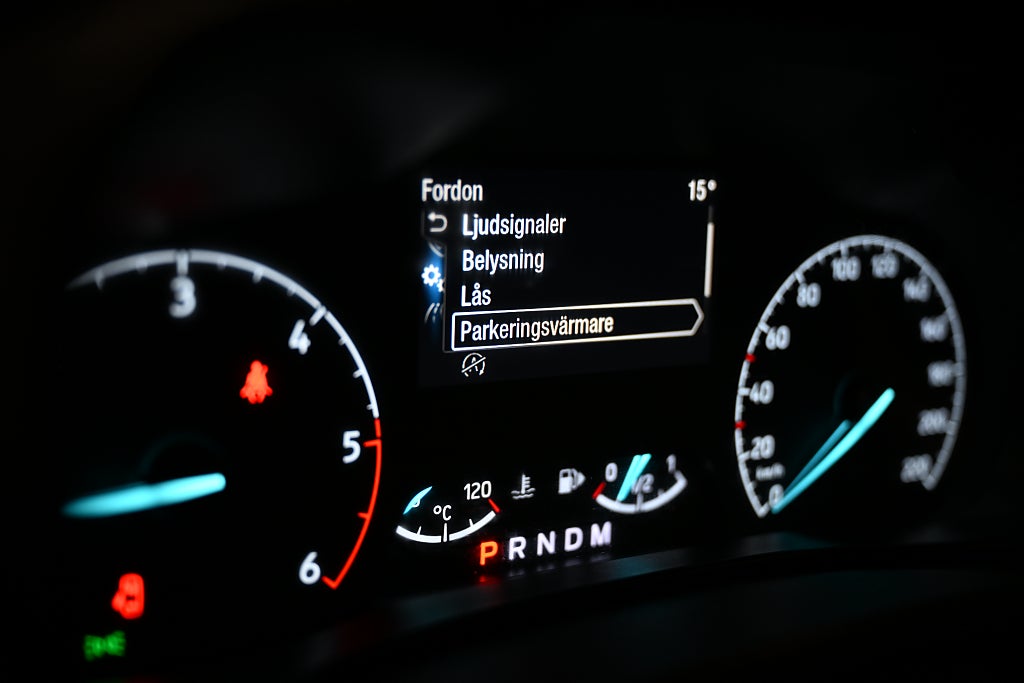 Fordon 15°
Ljudsignaler
Belysning
Lås
Parkeringsvärmare
A
3
4
5
6
120
°C
0 1/2 1
P R N D M
0
20
40
60
80
100
120
140
160
180
200
220
km/h